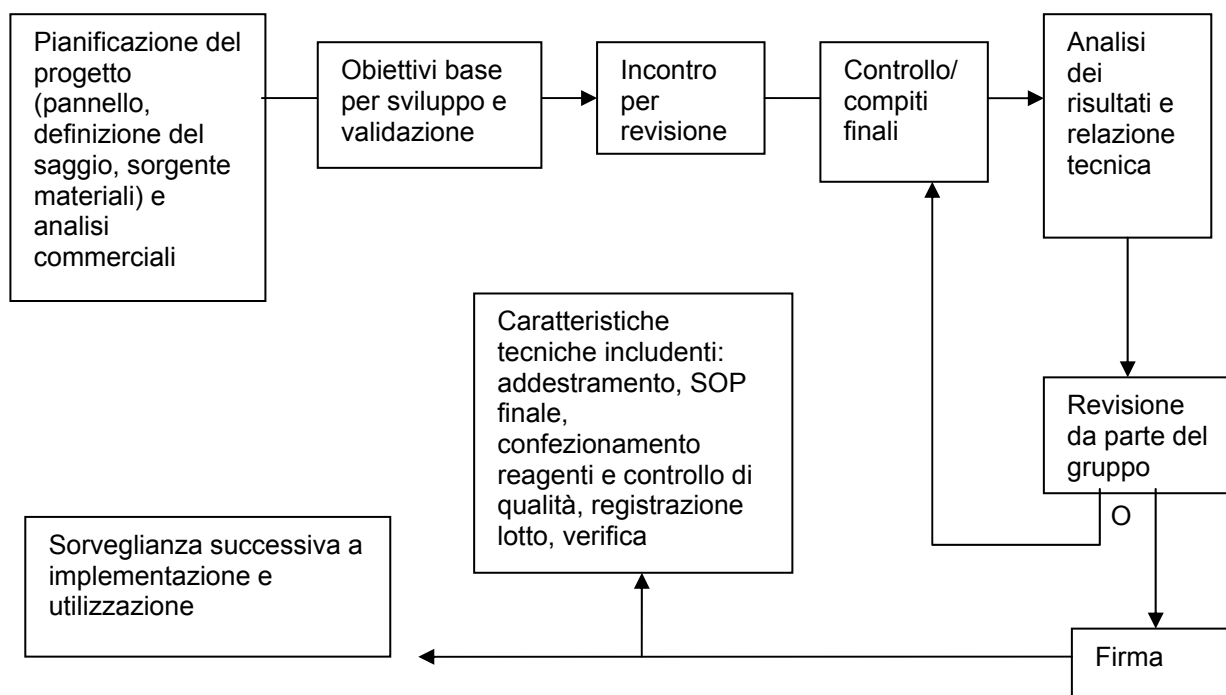 Pianificazione del
progetto
(pannello,
definizione del
saggio, sorgente
materiali) e
analisi
commerciali
Obiettivi base
per sviluppo e
validazione
Incontro
per
revisione
Controllo/
compiti
finali
Analisi
dei
risultati e
relazione
tecnica
Revisione
da parte del
gruppo
O
Firma
Caratteristiche
tecniche includenti:
addestramento, SOP
finale,
confezionamento
reagenti e controllo di
qualità, registrazione
lotto, verifica
Sorveglianza successiva a
implementazione e
utilizzazione